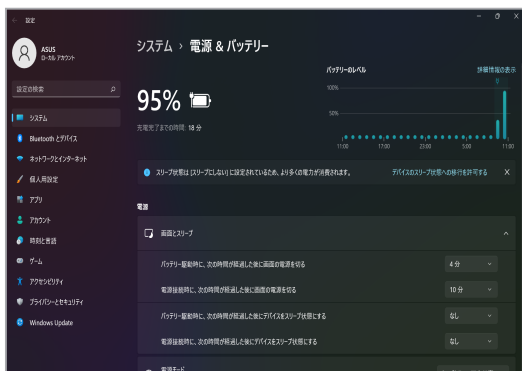 設定
ASUS
ローカル アカウント
設定の検索
システム
Bluetooth とデバイス
ネットワークとインターネット
個人用設定
アプリ
アカウント
時刻と言語
ゲーム
アクセシビリティ
プライバシーとセキュリティ
Windows Update
システム › 電源 & バッテリー
95%
充電完了までの時間: 18 分
バッテリーのレベル
詳細情報の表示
100%
50%
11:00 17:00 23:00 5:00 11:00
スリープ状態は [スリープにしない] に設定されているため、より多くの電力が消費されます。
デバイスのスリープ状態への移行を許可する
電源
画面とスリープ
バッテリー駆動時に、次の時間が経過した後に画面の電源を切る
4 分
電源接続時に、次の時間が経過した後に画面の電源を切る
10 分
バッテリ駆動時に、次の時間が経過した後にデバイスをスリープ状態にする
なし
電源接続時に、次の時間が経過した後にデバイスをスリープ状態にする
なし
電源モード